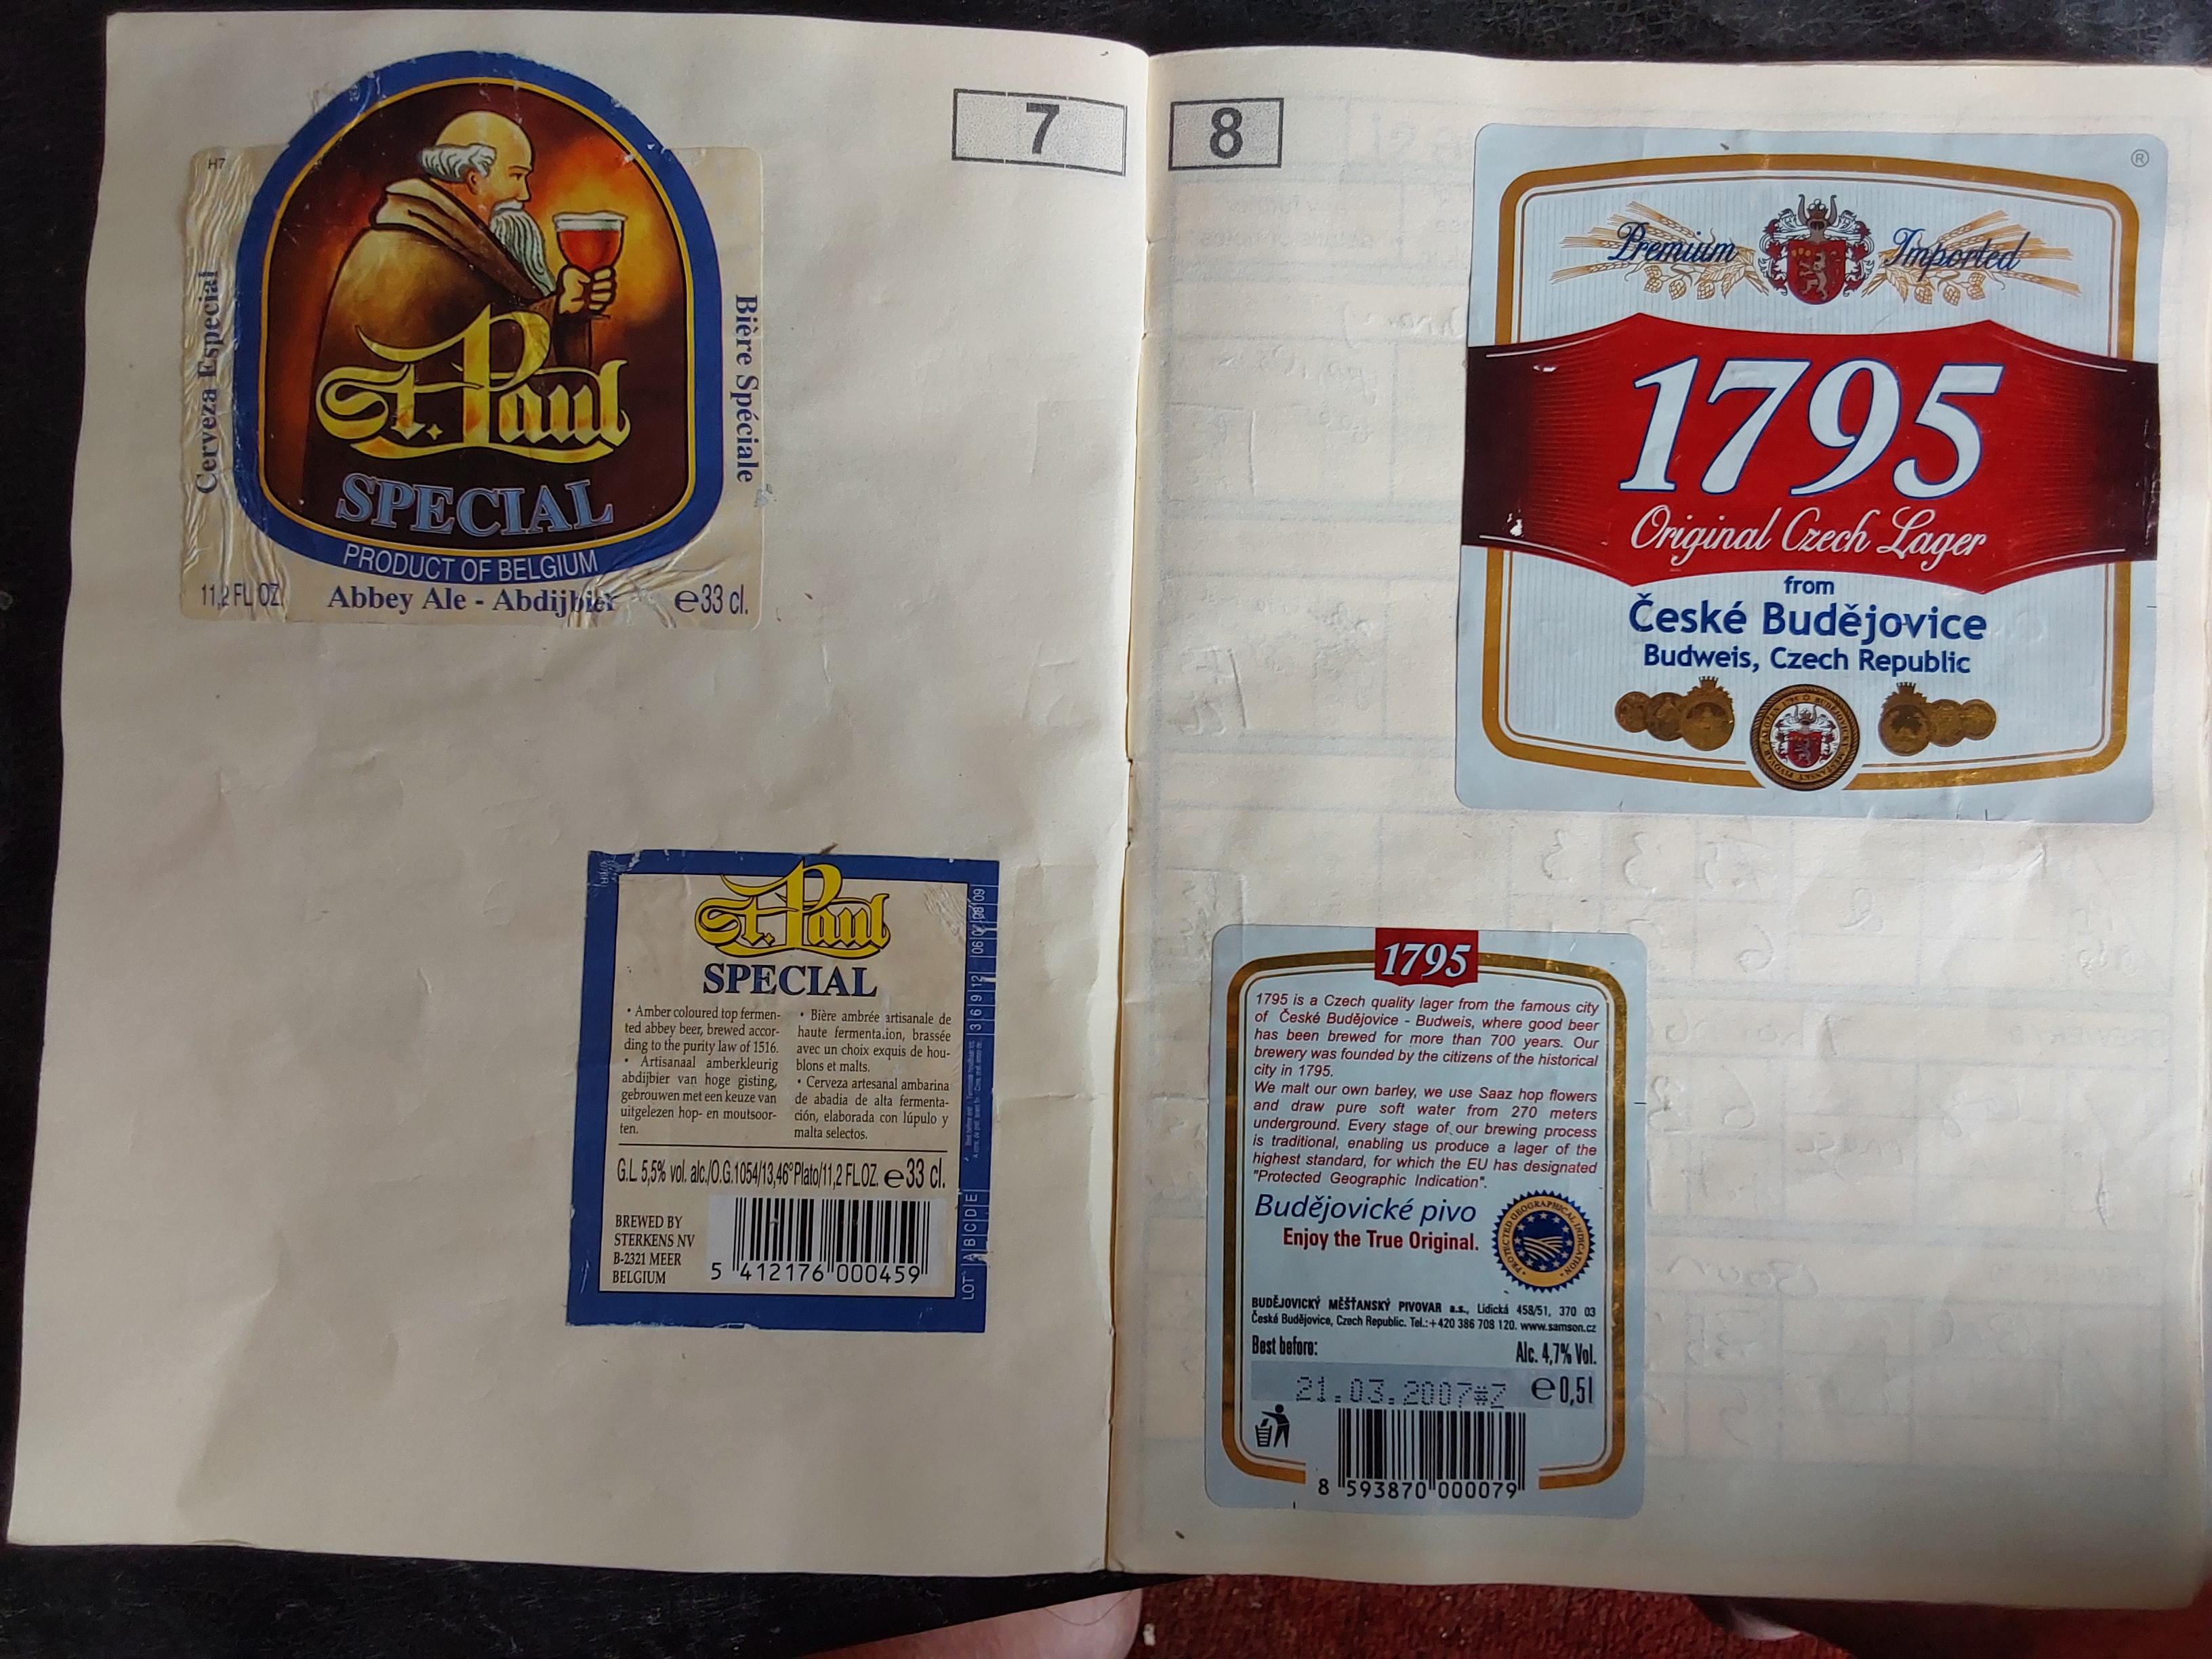 7
H7
Cerveza Especial
St. Paul
SPECIAL
PRODUCT OF BELGIUM
Bière Spéciale
11,2 FL OZ.
Abbey Ale - Abdijbier
e33 cl.
St. Paul
SPECIAL
• Amber coloured top fermen-
ted abbey beer, brewed accor-
ding to the purity law of 1516.
• Artisanaal amberkleurig
abdijbier van hoge gisting,
gebrouwen met een keuze van
uitgelezen hop- en moutsoor-
ten.
• Bière ambrée artisanale de
haute fermentation, brassée
avec un choix exquis de hou-
blons et malts.
• Cerveza artesanal ambarina
de abadia de alta fermenta-
ción, elaborada con lúpulo y
malta selectos.
G.L. 5,5% vol. alc./O.G.1054/13,46°Plato/11,2 FL.OZ. e33 cl.
BREWED BY
STERKENS NV
B-2321 MEER
BELGIUM
5 412176 000459
LOT A B C D E
3 6 9 12 06 07 08 09
8
®
Premium Imported
1795
Original Czech Lager
from
České Budějovice
Budweis, Czech Republic
1795
1795 is a Czech quality lager from the famous city
of České Budějovice - Budweis, where good beer
has been brewed for more than 700 years. Our
brewery was founded by the citizens of the historical
city in 1795.
We malt our own barley, we use Saaz hop flowers
and draw pure soft water from 270 meters
underground. Every stage of our brewing process
is traditional, enabling us produce a lager of the
highest standard, for which the EU has designated
"Protected Geographic Indication".
Budějovické pivo
Enjoy the True Original.
PROTECTED GEOGRAPHICAL INDICATION
BUDĚJOVICKÝ MĚŠŤANSKÝ PIVOVAR a.s., Lidická 458/51, 370 03
České Budějovice, Czech Republic. Tel.:+420 386 708 120. www.samson.cz
Best before:
Alc. 4,7% Vol.
21.03.2007#Z
e0,5l
8 593870 000079